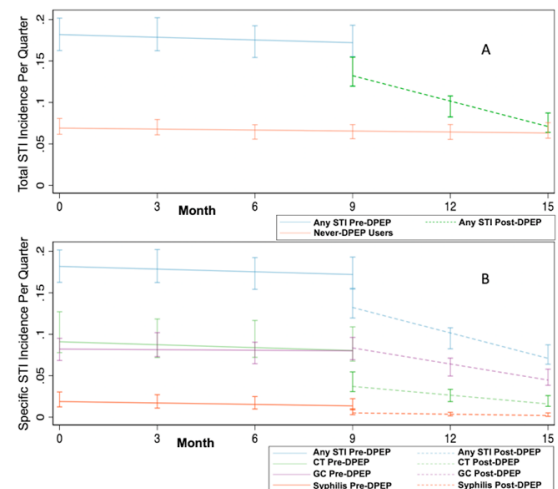 Total STI Incidence Per Quarter
.2
.15
.1
.05
0
A
0 3 6 9 12 15
Month
Any STI Pre-DPEP Any STI Post-DPEP
Never-DPEP Users
Specific STI Incidence Per Quarter
.2
.15
.1
.05
0
B
0 3 6 9 12 15
Month
Any STI Pre-DPEP Any STI Post-DPEP
CT Pre-DPEP CT Post-DPEP
GC Pre-DPEP GC Post-DPEP
Syphilis Pre-DPEP Syphilis Post-DPEP